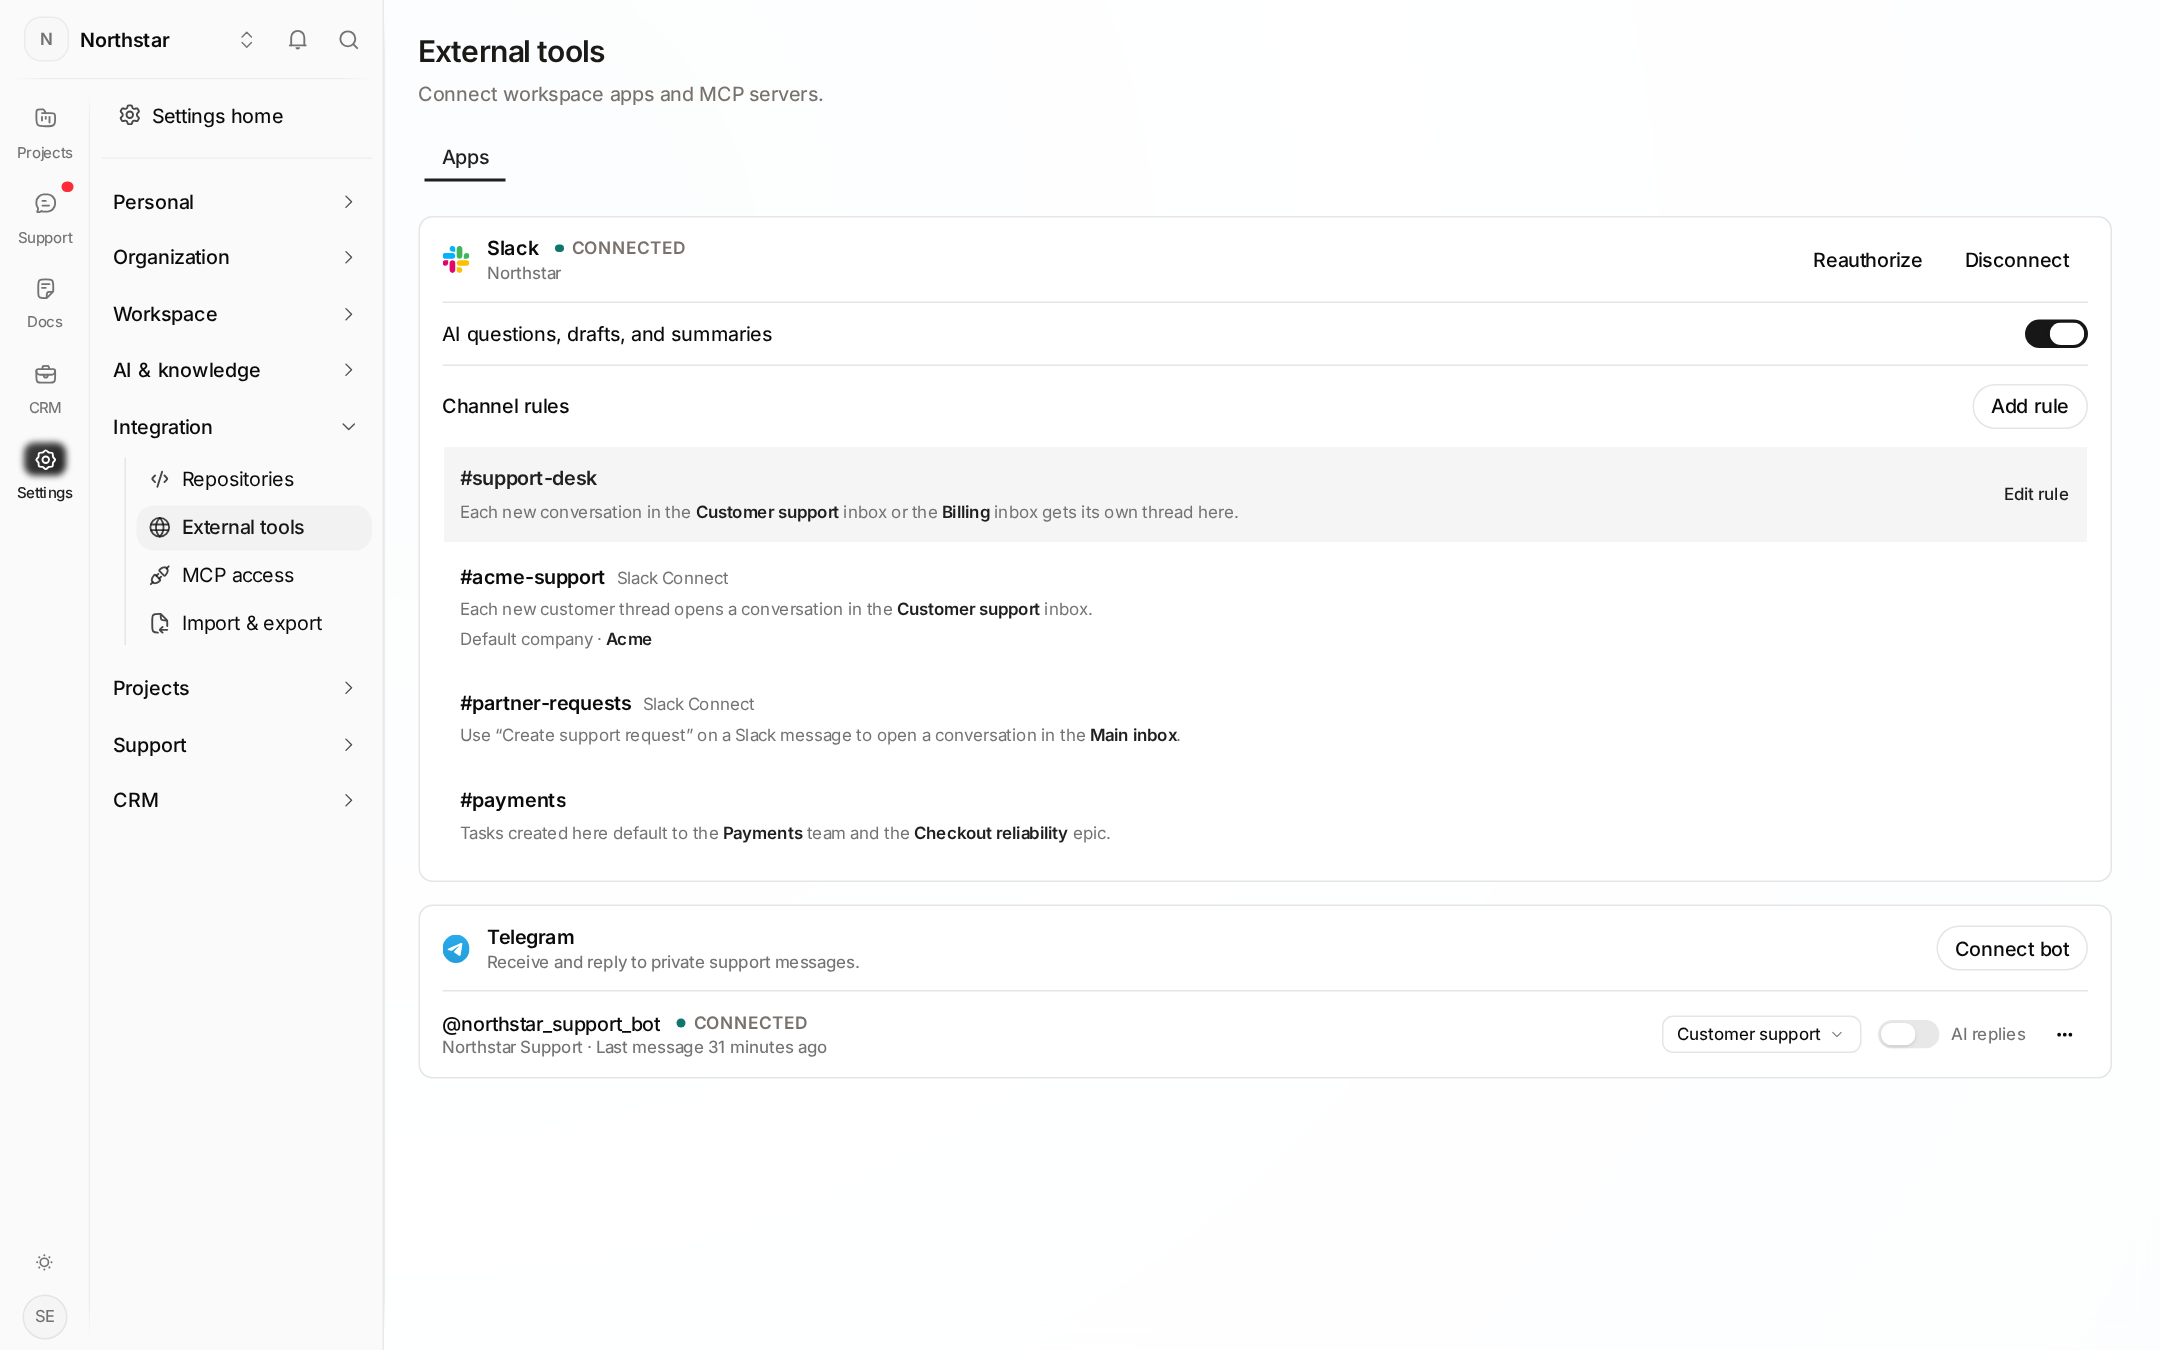 N Northstar
Projects
Support
Docs
CRM
Settings
Settings home
Personal
Organization
Workspace
AI & knowledge
Integration
Repositories
External tools
MCP access
Import & export
Projects
Support
CRM
SE
External tools
Connect workspace apps and MCP servers.
Apps
Slack CONNECTED
Northstar
Reauthorize Disconnect
AI questions, drafts, and summaries
Channel rules
Add rule
#support-desk
Each new conversation in the Customer support inbox or the Billing inbox gets its own thread here.
Edit rule
#acme-support Slack Connect
Each new customer thread opens a conversation in the Customer support inbox.
Default company · Acme
#partner-requests Slack Connect
Use “Create support request” on a Slack message to open a conversation in the Main inbox.
#payments
Tasks created here default to the Payments team and the Checkout reliability epic.
Telegram
Receive and reply to private support messages.
Connect bot
@northstar_support_bot CONNECTED
Northstar Support · Last message 31 minutes ago
Customer support
AI replies